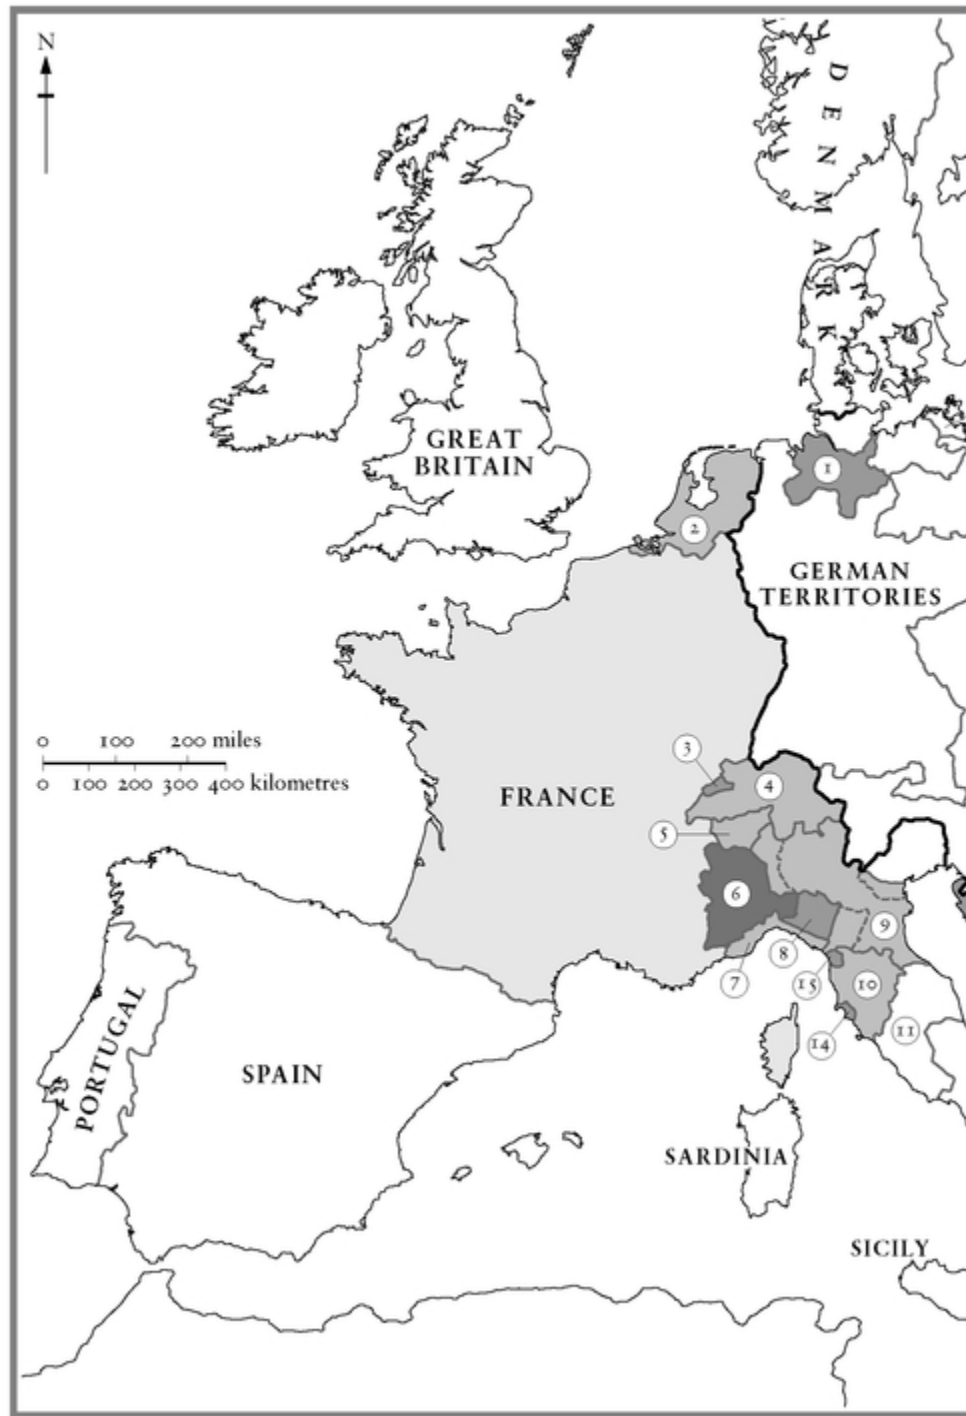 N
DENMARK
GREAT
BRITAIN
1
2
GERMAN
TERRITORIES
0 100 200 miles
0 100 200 300 400 kilometres
3
4
FRANCE
5
6
9
8
7
15
10
14
11
PORTUGAL
SPAIN
SARDINIA
SICILY